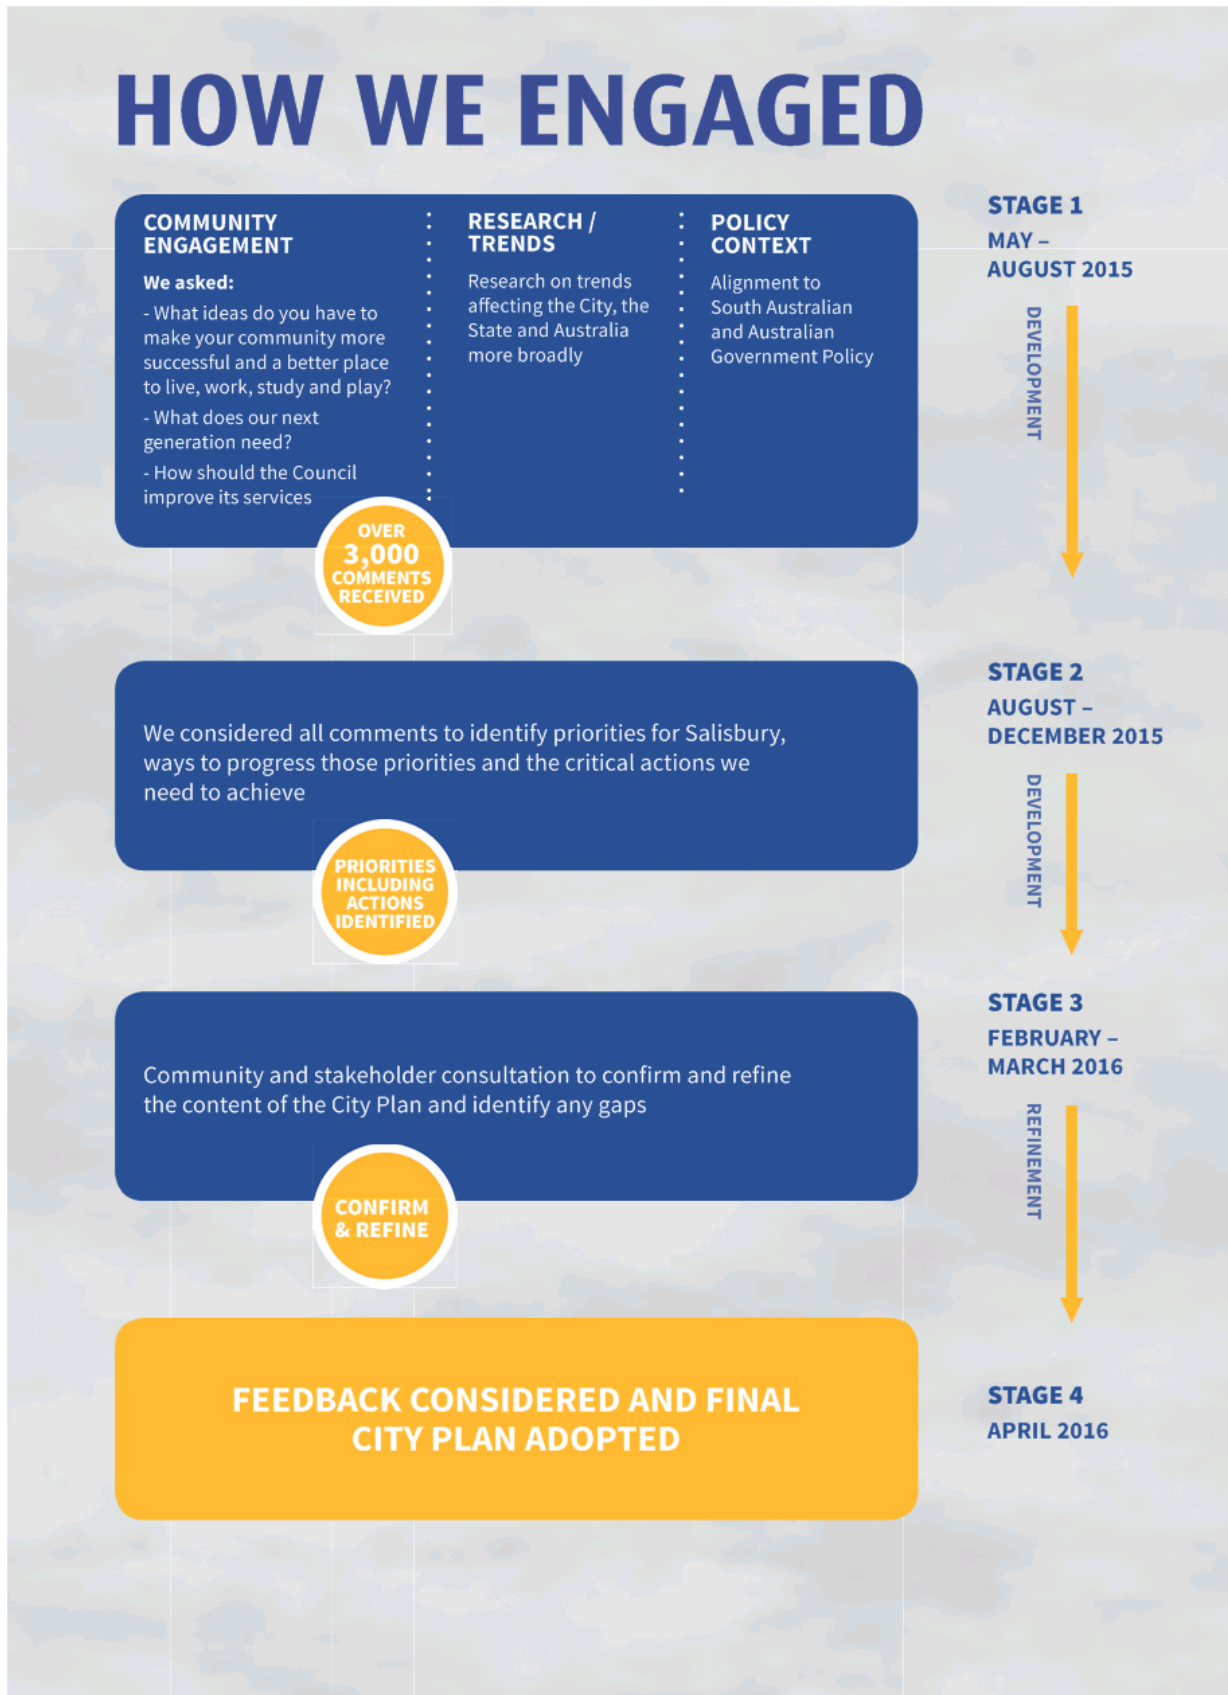 HOW WE ENGAGED
COMMUNITY
ENGAGEMENT
We asked:
- What ideas do you have to
make your community more
successful and a better place
to live, work, study and play?
- What does our next
generation need?
- How should the Council
improve its services
OVER
3,000
COMMENTS
RECEIVED
RESEARCH /
TRENDS
Research on trends
affecting the City, the
State and Australia
more broadly
POLICY
CONTEXT
Alignment to
South Australian
and Australian
Government Policy
STAGE 1
MAY –
AUGUST 2015
DEVELOPMENT
We considered all comments to identify priorities for Salisbury,
ways to progress those priorities and the critical actions we
need to achieve
PRIORITIES
INCLUDING
ACTIONS
IDENTIFIED
STAGE 2
AUGUST –
DECEMBER 2015
DEVELOPMENT
Community and stakeholder consultation to confirm and refine
the content of the City Plan and identify any gaps
CONFIRM
& REFINE
STAGE 3
FEBRUARY –
MARCH 2016
REFINEMENT
FEEDBACK CONSIDERED AND FINAL
CITY PLAN ADOPTED
STAGE 4
APRIL 2016